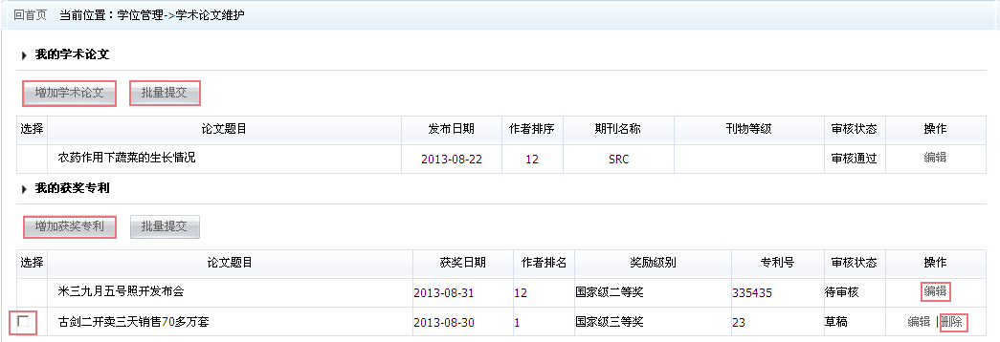 回首页 当前位置：学位管理->学术论文维护
我的学术论文
增加学术论文 批量提交
选择 论文题目 发布日期 作者排序 期刊名称 刊物等级 审核状态 操作
农药作用下蔬菜的生长情况 2013-08-22 12 SRC 审核通过 编辑
我的获奖专利
增加获奖专利 批量提交
选择 论文题目 获奖日期 作者排名 奖励级别 专利号 审核状态 操作
米三九月五号照开发布会 2013-08-31 12 国家级二等奖 335435 待审核 编辑
古剑二开卖三天销售70多万套 2013-08-30 1 国家级三等奖 23 草稿 编辑 |删除